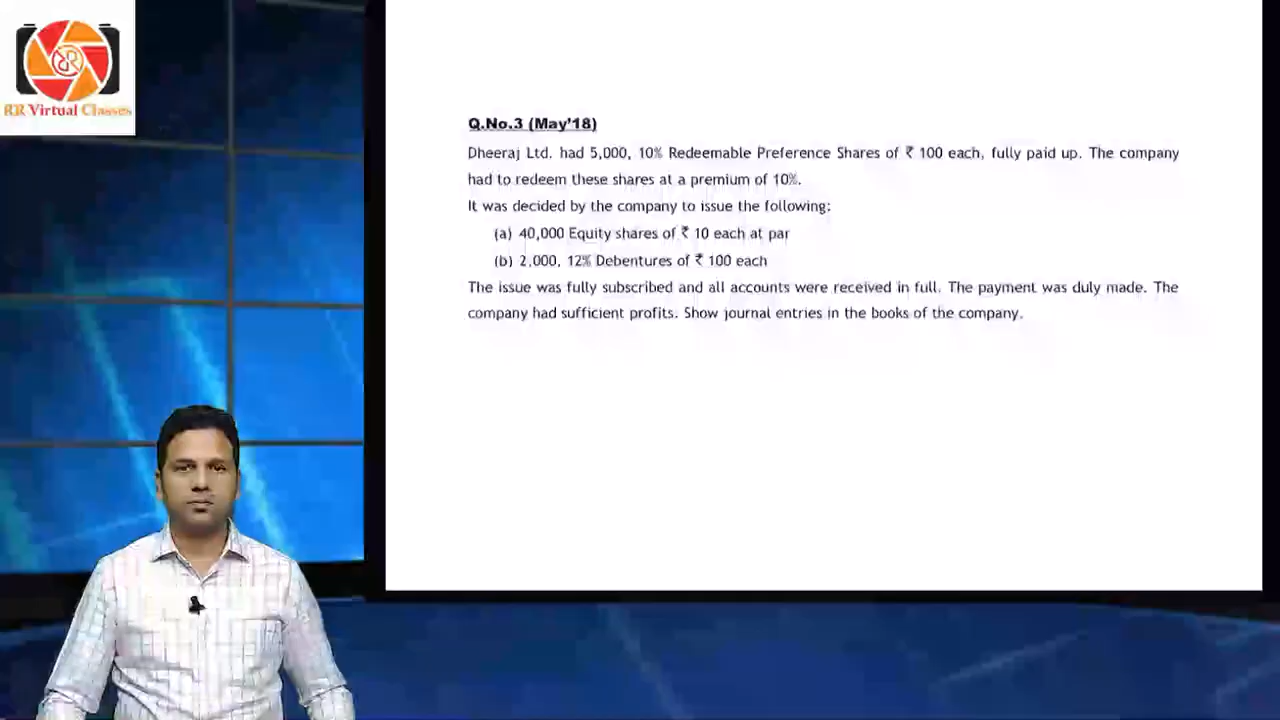 RR Virtual Classes
Q.No.3 (May'18)
Dheeraj Ltd. had 5,000, 10% Redeemable Preference Shares of ₹ 100 each, fully paid up. The company
had to redeem these shares at a premium of 10%.
It was decided by the company to issue the following:
(a) 40,000 Equity shares of ₹ 10 each at par
(b) 2,000, 12% Debentures of ₹ 100 each
The issue was fully subscribed and all accounts were received in full. The payment was duly made. The
company had sufficient profits. Show journal entries in the books of the company.